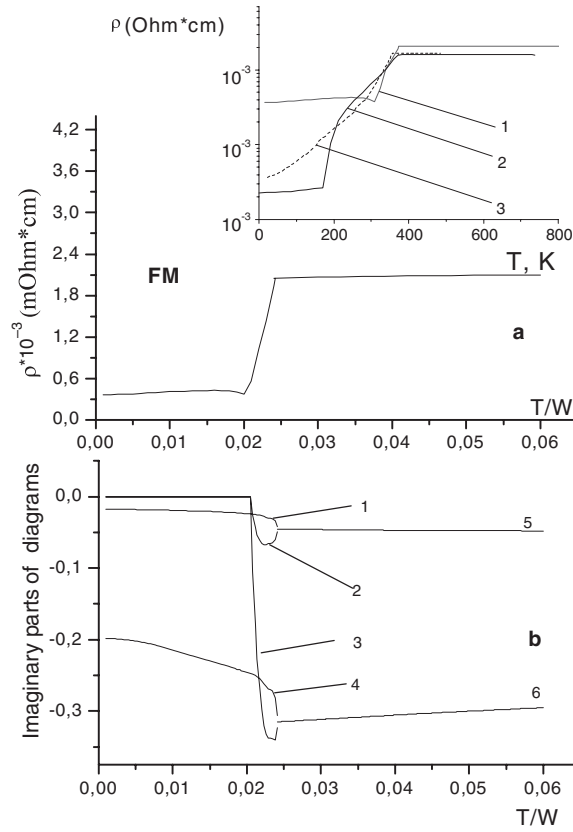 ρ (Ohm*cm)
10⁻³
10⁻³
10⁻³
1
2
3
0 200 400 600 800
T, K
ρ*10⁻³ (mOhm*cm)
4,2
3,6
3,0
2,4
1,8
1,2
0,6
0,0
FM
a
T/W
0,00 0,01 0,02 0,03 0,04 0,05 0,06
Imaginary parts of diagrams
0,0
-0,1
-0,2
-0,3
1
2
3
4
5
6
b
0,00 0,01 0,02 0,03 0,04 0,05 0,06
T/W